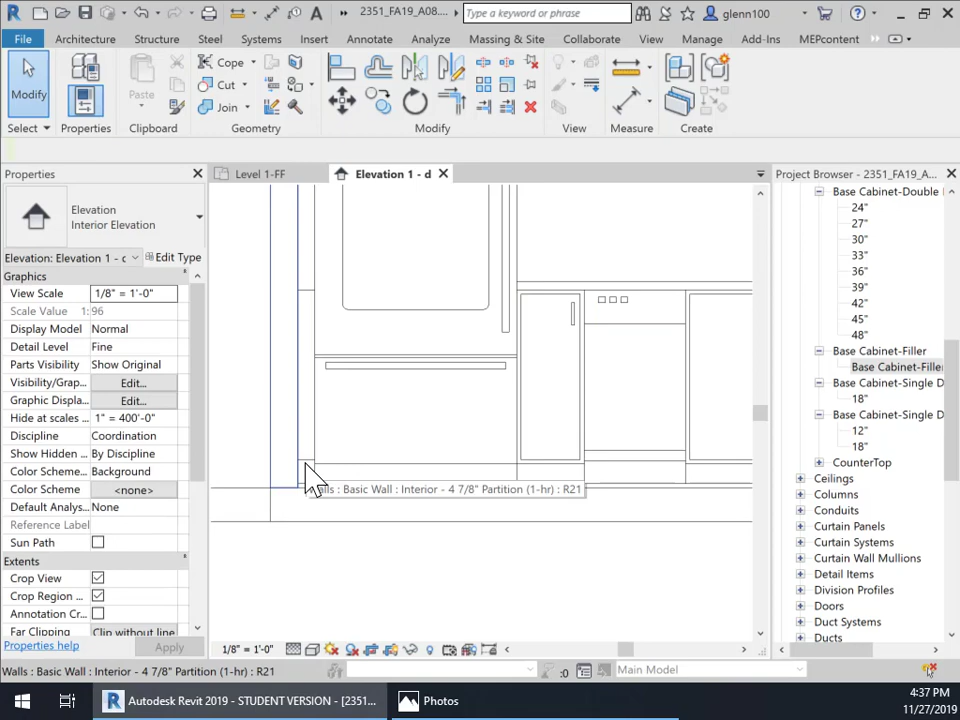 2351_FA19_A08....
Type a keyword or phrase
glenn100
File
Architecture
Structure
Steel
Systems
Insert
Annotate
Analyze
Massing & Site
Collaborate
View
Manage
Add-Ins
MEPcontent
Modify
Properties
Paste
Cope
Cut
Join
Select
Properties
Clipboard
Geometry
Modify
View
Measure
Create
Properties
Level 1-FF
Elevation 1 - d
Project Browser - 2351_FA19_A...
Elevation
Interior Elevation
Elevation: Elevation 1 - c
Edit Type
Graphics
View Scale
1/8" = 1'-0"
Scale Value 1:
96
Display Model
Normal
Detail Level
Fine
Parts Visibility
Show Original
Visibility/Grap...
Edit...
Graphic Displa...
Edit...
Hide at scales ...
1" = 400'-0"
Discipline
Coordination
Show Hidden ...
By Discipline
Color Scheme...
Background
Color Scheme
<none>
Default Analys...
None
Reference Label
Sun Path
Extents
Crop View
Crop Region ...
Annotation Cr...
Far Clipping
Clip without line
Properties help
Apply
Basic Wall : Interior - 4 7/8" Partition (1-hr) : R21
Base Cabinet-Double
24"
27"
30"
33"
36"
39"
42"
45"
48"
Base Cabinet-Filler
Base Cabinet-Fille
Base Cabinet-Single D
18"
Base Cabinet-Single D
12"
18"
CounterTop
Ceilings
Columns
Conduits
Curtain Panels
Curtain Systems
Curtain Wall Mullions
Detail Items
Division Profiles
Doors
Duct Systems
Ducts
1/8" = 1'-0"
Walls : Basic Wall : Interior - 4 7/8" Partition (1-hr) : R21
:0
Main Model
Autodesk Revit 2019 - STUDENT VERSION - [2351...
Photos
4:37 PM
11/27/2019